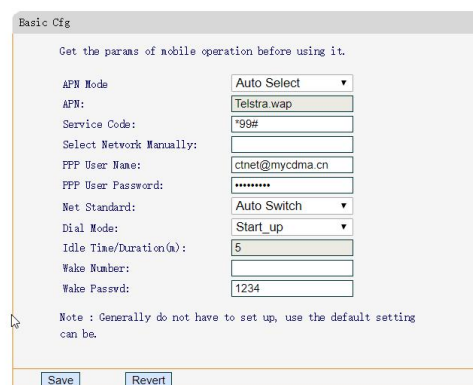 Basic Cfg
Get the params of mobile operation before using it.
APN Mode Auto Select
APN: Telstra.wap
Service Code: *99#
Select Network Manually:
PPP User Name: ctnet@mycdma.cn
PPP User Password: •••••••••
Net Standard: Auto Switch
Dial Mode: Start_up
Idle Time/Duration(m): 5
Wake Number:
Wake Passwd: 1234
Note : Generally do not have to set up, use the default setting
can be.
Save Revert